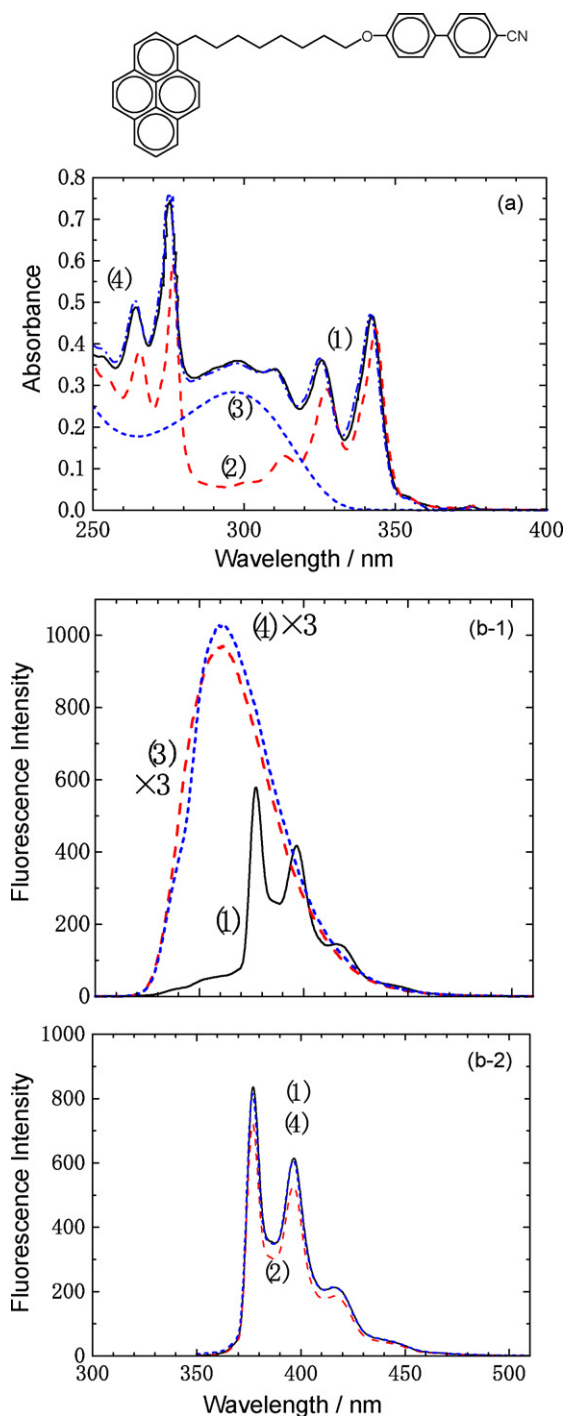 O
CN
(a)
0.8
0.7
0.6
0.5
0.4
0.3
0.2
0.1
0.0
Absorbance
(4)
(1)
(3)
(2)
250 300 350 400
Wavelength / nm
(b-1)
1000
800
600
400
200
0
Fluorescence Intensity
(4)×3
(3)
×3
(1)
(b-2)
1000
800
600
400
200
0
Fluorescence Intensity
(1)
(4)
(2)
300 350 400 450 500
Wavelength / nm